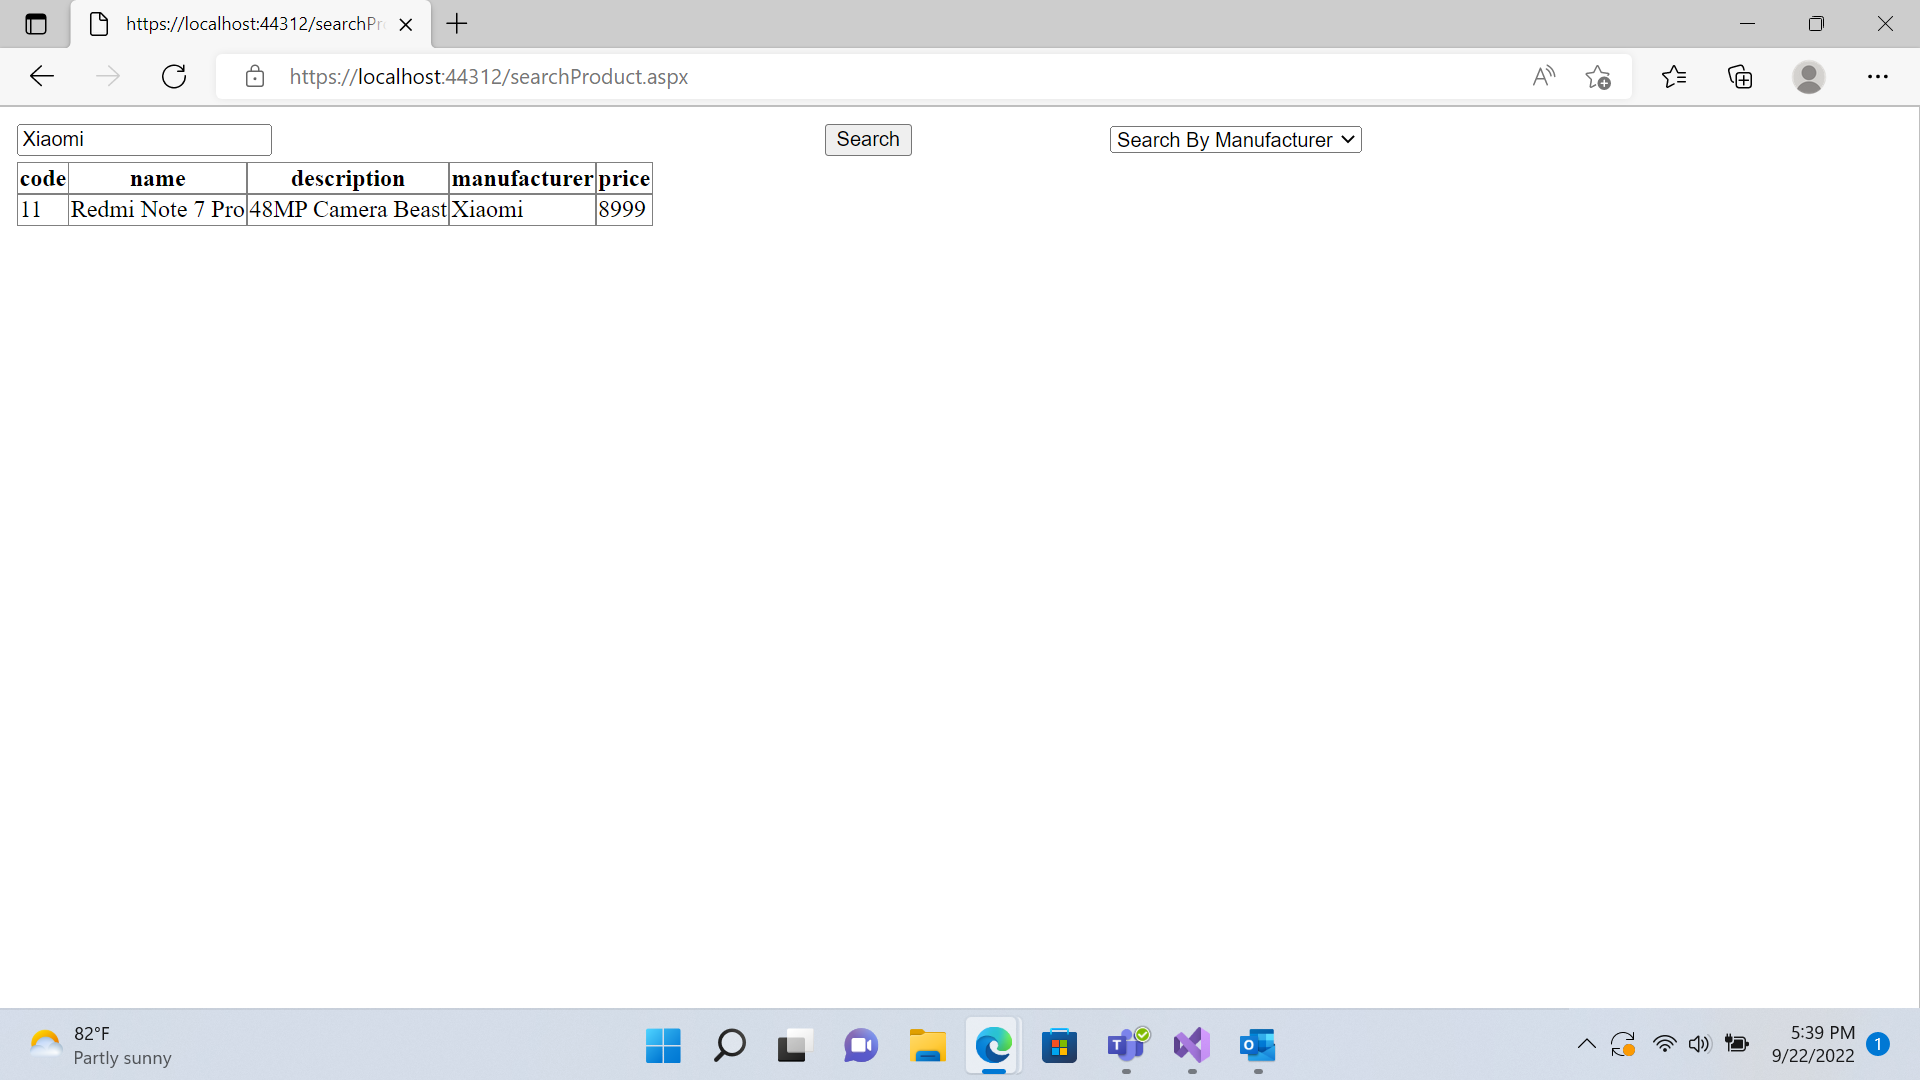 https://localhost:44312/searchPr
https://localhost:44312/searchProduct.aspx
Xiaomi Search Search By Manufacturer
code name description manufacturer price
11 Redmi Note 7 Pro 48MP Camera Beast Xiaomi 8999
82°F
Partly sunny
5:39 PM
9/22/2022
1